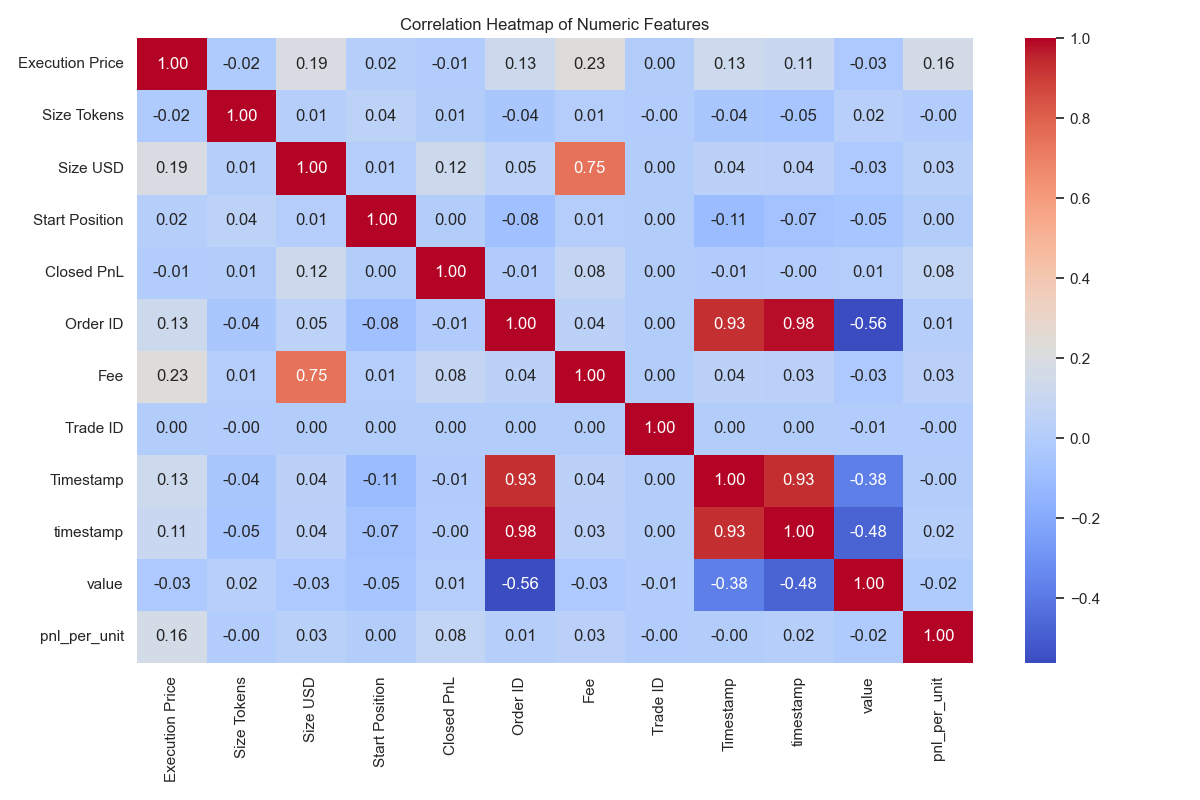 Correlation Heatmap of Numeric Features
Execution Price 1.00 -0.02 0.19 0.02 -0.01 0.13 0.23 0.00 0.13 0.11 -0.03 0.16
Size Tokens -0.02 1.00 0.01 0.04 0.01 -0.04 0.01 -0.00 -0.04 -0.05 0.02 -0.00
Size USD 0.19 0.01 1.00 0.01 0.12 0.05 0.75 0.00 0.04 0.04 -0.03 0.03
Start Position 0.02 0.04 0.01 1.00 0.00 -0.08 0.01 0.00 -0.11 -0.07 -0.05 0.00
Closed PnL -0.01 0.01 0.12 0.00 1.00 -0.01 0.08 0.00 -0.01 -0.00 0.01 0.08
Order ID 0.13 -0.04 0.05 -0.08 -0.01 1.00 0.04 0.00 0.93 0.98 -0.56 0.01
Fee 0.23 0.01 0.75 0.01 0.08 0.04 1.00 0.00 0.04 0.03 -0.03 0.03
Trade ID 0.00 -0.00 0.00 0.00 0.00 0.00 0.00 1.00 0.00 0.00 -0.01 -0.00
Timestamp 0.13 -0.04 0.04 -0.11 -0.01 0.93 0.04 0.00 1.00 0.93 -0.38 -0.00
timestamp 0.11 -0.05 0.04 -0.07 -0.00 0.98 0.03 0.00 0.93 1.00 -0.48 0.02
value -0.03 0.02 -0.03 -0.05 0.01 -0.56 -0.03 -0.01 -0.38 -0.48 1.00 -0.02
pnl_per_unit 0.16 -0.00 0.03 0.00 0.08 0.01 0.03 -0.00 -0.00 0.02 -0.02 1.00
Execution Price
Size Tokens
Size USD
Start Position
Closed PnL
Order ID
Fee
Trade ID
Timestamp
timestamp
value
pnl_per_unit
1.0
0.8
0.6
0.4
0.2
0.0
−0.2
−0.4